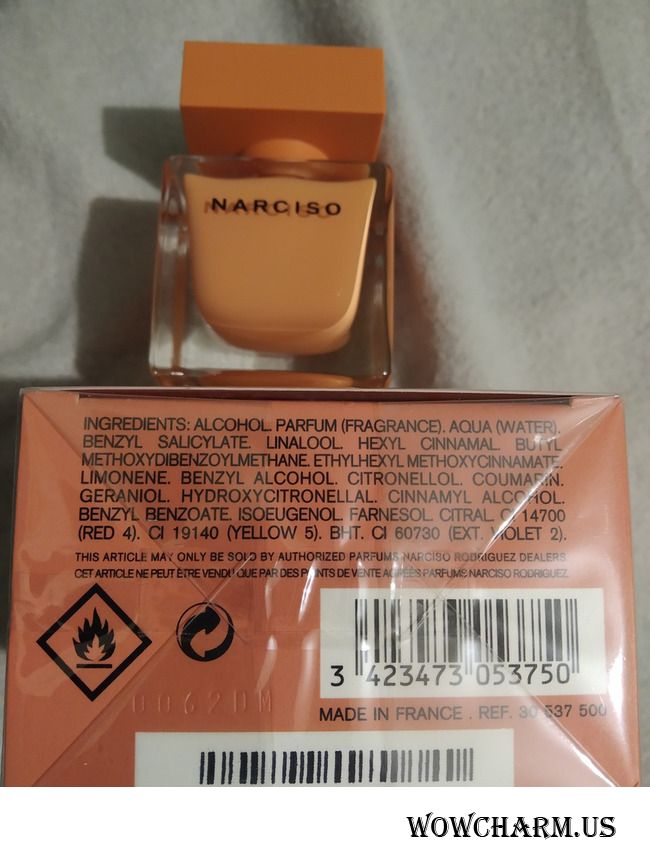 NARCISO
INGREDIENTS: ALCOHOL. PARFUM (FRAGRANCE). AQUA (WATER).
BENZYL SALICYLATE. LINALOOL. HEXYL CINNAMAL. BUTYL
METHOXYDIBENZOYLMETHANE. ETHYLHEXYL METHOXYCINNAMATE.
LIMONENE. BENZYL ALCOHOL. CITRONELLOL. COUMARIN.
GERANIOL. HYDROXYCITRONELLAL. CINNAMYL ALCOHOL.
BENZYL BENZOATE. ISOEUGENOL. FARNESOL. CITRAL. CI 14700
(RED 4). CI 19140 (YELLOW 5). BHT. CI 60730 (EXT. VIOLET 2).
THIS ARTICLE MAY ONLY BE SOLD BY AUTHORIZED PARFUMS NARCISO RODRIGUEZ DEALERS
CET ARTICLE NE PEUT ÊTRE VENDU QUE PAR DES POINTS DE VENTE AGRÉÉS PARFUMS NARCISO RODRIGUEZ.
3 423473 053750
0062DM
MADE IN FRANCE . REF. 30 537 500
WOWCHARM.US